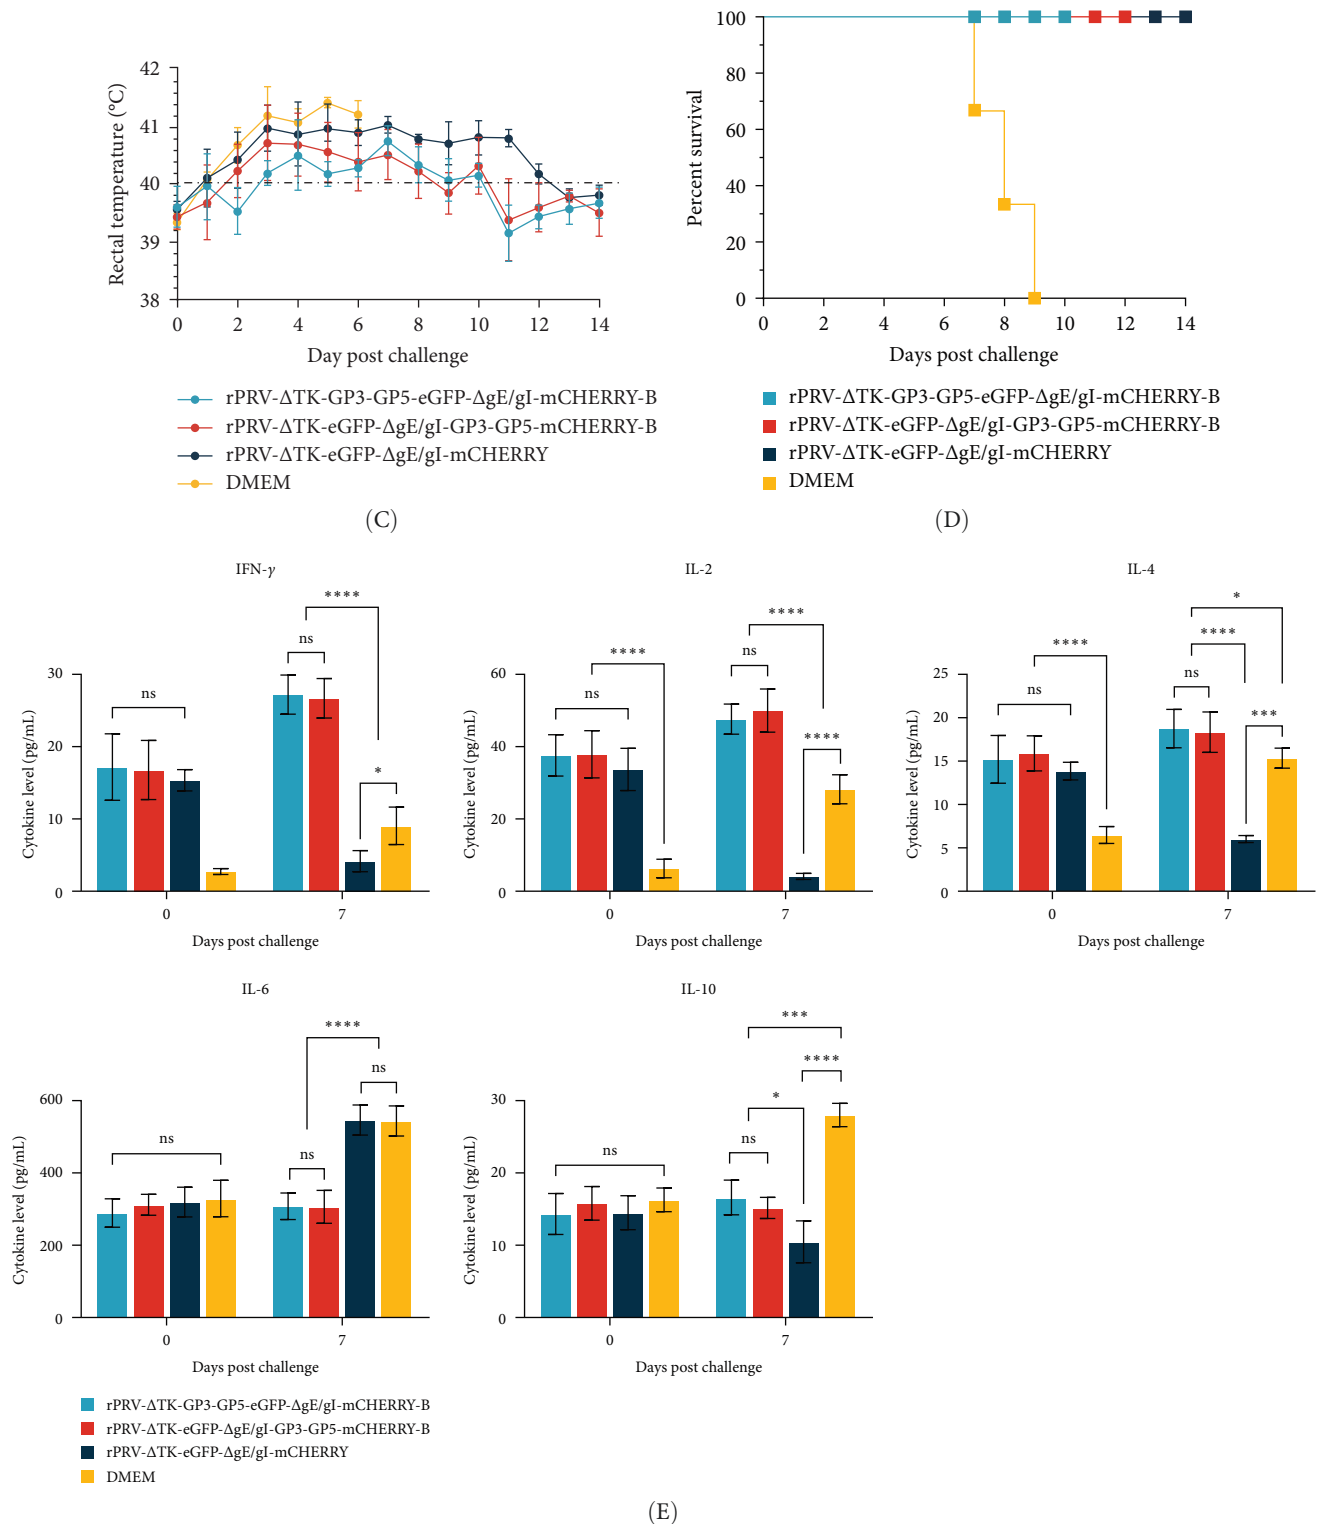 42
41
40
39
38
Rectal temperature (°C)
0 2 4 6 8 10 12 14
Day post challenge
rPRV-ΔTK-GP3-GP5-eGFP-ΔgE/gI-mCHERRY-B
rPRV-ΔTK-eGFP-ΔgE/gI-GP3-GP5-mCHERRY-B
rPRV-ΔTK-eGFP-ΔgE/gI-mCHERRY
DMEM
(C)
100
80
60
40
20
0
Percent survival
0 2 4 6 8 10 12 14
Days post challenge
rPRV-ΔTK-GP3-GP5-eGFP-ΔgE/gI-mCHERRY-B
rPRV-ΔTK-eGFP-ΔgE/gI-GP3-GP5-mCHERRY-B
rPRV-ΔTK-eGFP-ΔgE/gI-mCHERRY
DMEM
(D)
IFN-γ
****
ns
ns
*
30
20
10
0
Cytokine level (pg/mL)
0 7
Days post challenge
IL-2
****
****
ns
ns
****
60
40
20
0
Cytokine level (pg/mL)
0 7
Days post challenge
IL-4
*
****
****
ns
ns
***
25
20
15
10
5
0
Cytokine level (pg/mL)
0 7
Days post challenge
IL-6
****
ns
ns
ns
600
400
200
0
Cytokine level (pg/mL)
0 7
Days post challenge
IL-10
***
****
*
ns
ns
30
20
10
0
Cytokine level (pg/mL)
0 7
Days post challenge
rPRV-ΔTK-GP3-GP5-eGFP-ΔgE/gI-mCHERRY-B
rPRV-ΔTK-eGFP-ΔgE/gI-GP3-GP5-mCHERRY-B
rPRV-ΔTK-eGFP-ΔgE/gI-mCHERRY
DMEM
(E)